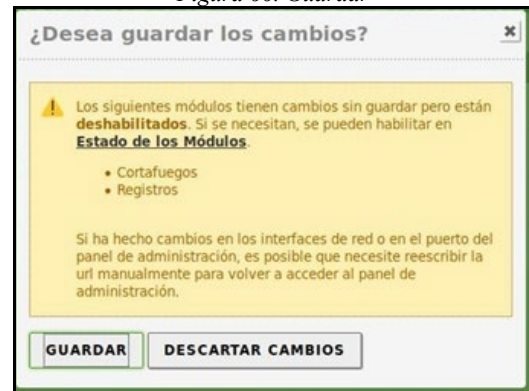 ¿Desea guardar los cambios?
Los siguientes módulos tienen cambios sin guardar pero están
deshabilitados. Si se necesitan, se pueden habilitar en
Estado de los Módulos.
• Cortafuegos
• Registros
Si ha hecho cambios en los interfaces de red o en el puerto del
panel de administración, es posible que necesite reescribir la
url manualmente para volver a acceder al panel de
administración.
GUARDAR DESCARTAR CAMBIOS